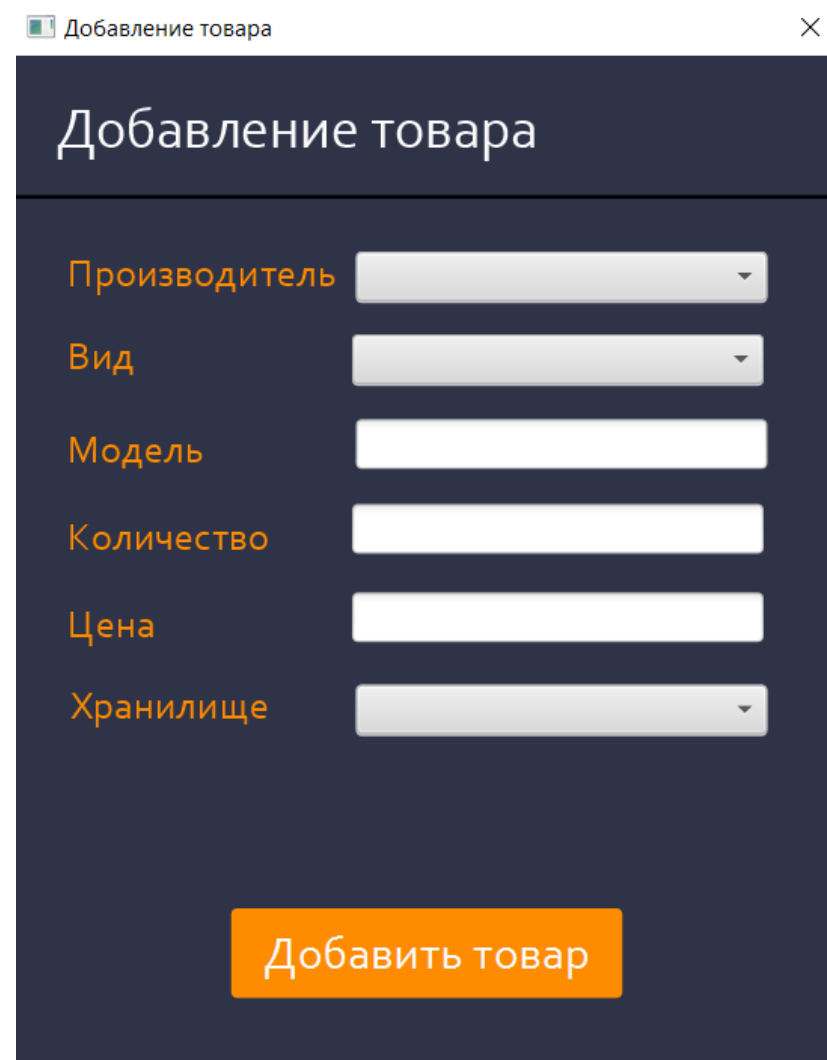 Добавление товара
Добавление товара
Производитель
Вид
Модель
Количество
Цена
Хранилище
Добавить товар